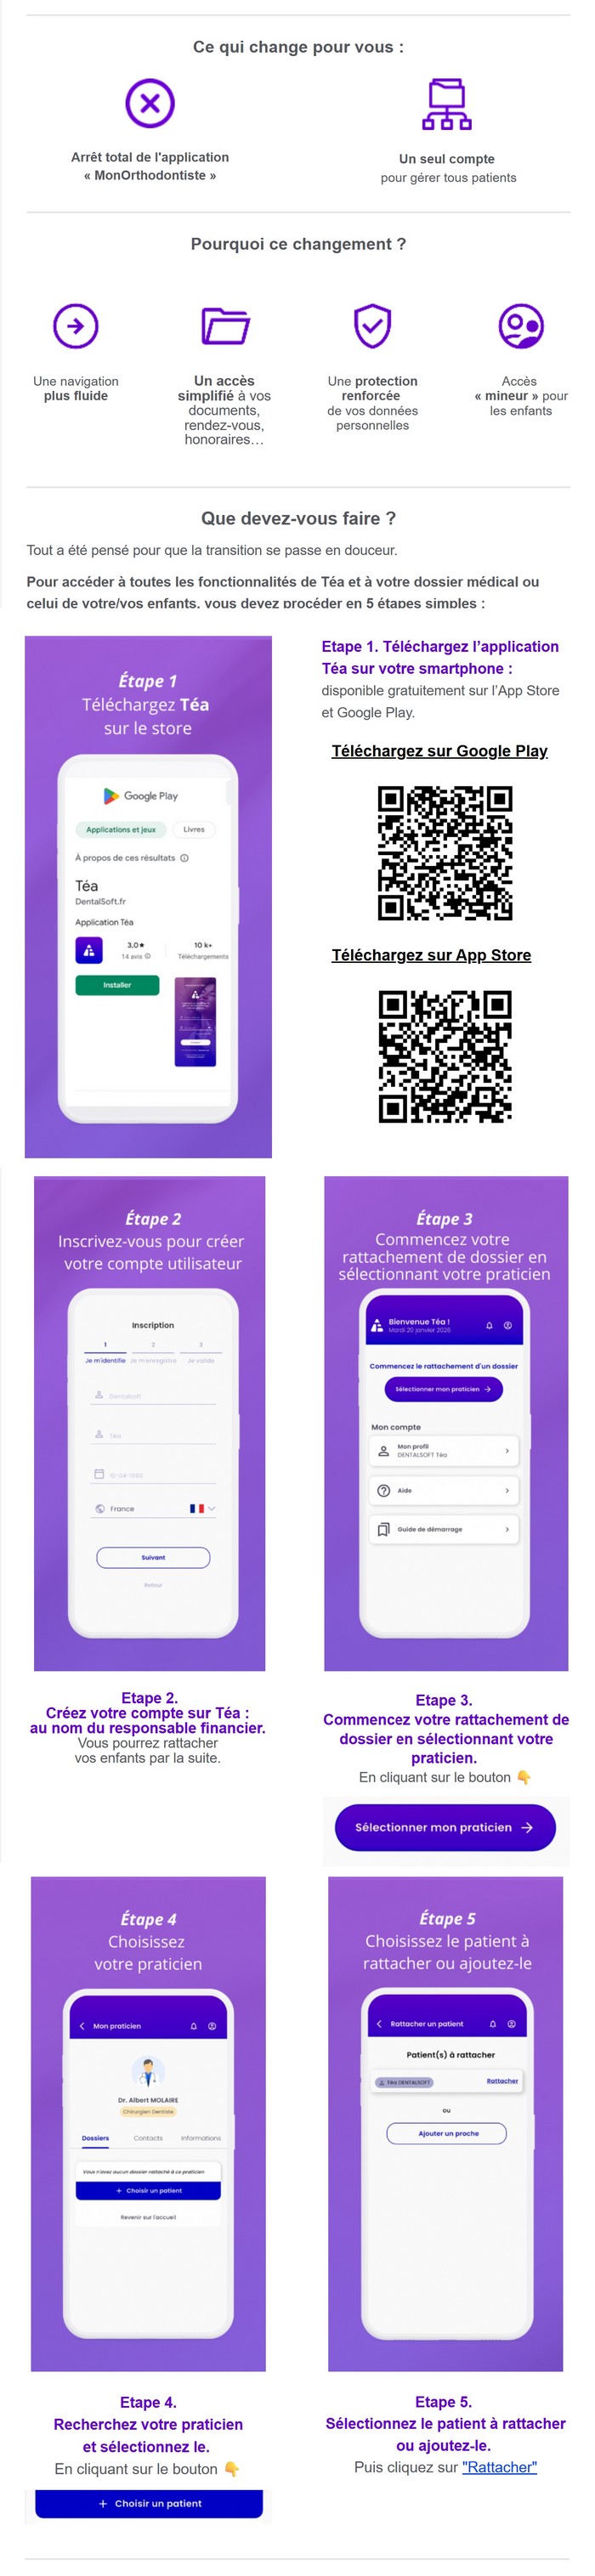 Ce qui change pour vous :
Arrêt total de l'application
« MonOrthodontiste »
Un seul compte
pour gérer tous patients
Pourquoi ce changement ?
Une navigation
plus fluide
Un accès
simplifié à vos
documents,
rendez-vous,
honoraires…
Une protection
renforcée
de vos données
personnelles
Accès
« mineur » pour
les enfants
Que devez-vous faire ?
Tout a été pensé pour que la transition se passe en douceur.
Pour accéder à toutes les fonctionnalités de Téa et à votre dossier médical ou
celui de votre/vos enfants, vous devez procéder en 5 étapes simples :
Étape 1
Téléchargez Téa
sur le store
Google Play
Applications et jeux
Livres
À propos de ces résultats
Téa
DentalSoft.fr
Application Téa
3,0★
14 avis
10 k+
Téléchargements
Installer
Etape 1. Téléchargez l'application
Téa sur votre smartphone :
disponible gratuitement sur l'App Store
et Google Play.
Téléchargez sur Google Play
Téléchargez sur App Store
Étape 2
Inscrivez-vous pour créer
votre compte utilisateur
Inscription
1 2 3
Je m'identifie Je m'enregistre Je valide
Dentalsoft
Téa
10-04-1980
France
Suivant
Retour
Étape 3
Commencez votre
rattachement de dossier en
sélectionnant votre praticien
Bienvenue Téa !
Mardi 20 janvier 2026
Commencez le rattachement d'un dossier
Sélectionner mon praticien →
Mon compte
Mon profil
DENTALSOFT Téa
Aide
Guide de démarrage
Etape 2.
Créez votre compte sur Téa :
au nom du responsable financier.
Vous pourrez rattacher
vos enfants par la suite.
Etape 3.
Commencez votre rattachement de
dossier en sélectionnant votre
praticien.
En cliquant sur le bouton 👇
Sélectionner mon praticien →
Étape 4
Choisissez
votre praticien
Mon praticien
Dr. Albert MOLAIRE
Chirurgien Dentiste
Dossiers Contacts Informations
Vous n'avez aucun dossier rattaché à ce praticien
+ Choisir un patient
Revenir sur l'accueil
Étape 5
Choisissez le patient à
rattacher ou ajoutez-le
Rattacher un patient
Patient(s) à rattacher
Téa DENTALSOFT
Rattacher
ou
Ajouter un proche
Etape 4.
Recherchez votre praticien
et sélectionnez le.
En cliquant sur le bouton 👇
+ Choisir un patient
Etape 5.
Sélectionnez le patient à rattacher
ou ajoutez-le.
Puis cliquez sur "Rattacher"